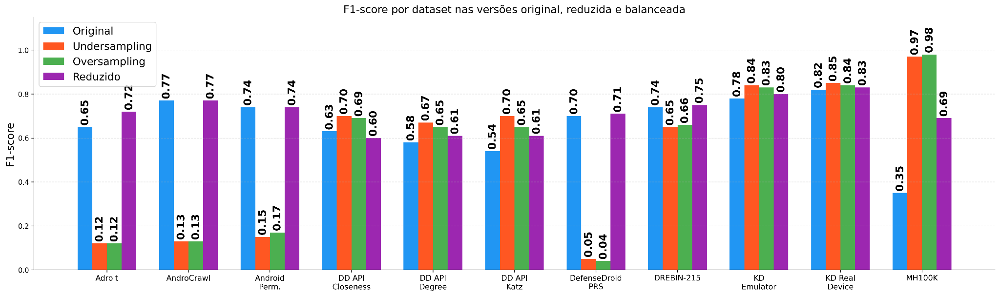 F1-score por dataset nas versões original, reduzida e balanceada
Original
Undersampling
Oversampling
Reduzido
F1-score
1.0
0.8
0.6
0.4
0.2
0.0
0.65
0.12
0.12
0.72
0.77
0.13
0.13
0.77
0.74
0.15
0.17
0.74
0.63
0.70
0.69
0.60
0.58
0.67
0.65
0.61
0.54
0.70
0.65
0.61
0.70
0.05
0.04
0.71
0.74
0.65
0.66
0.75
0.78
0.84
0.83
0.80
0.82
0.85
0.84
0.83
0.35
0.97
0.98
0.69
Adroit
AndroCrawl
Android
Perm.
DD API
Closeness
DD API
Degree
DD API
Katz
DefenseDroid
PRS
DREBIN-215
KD
Emulator
KD Real
Device
MH100K